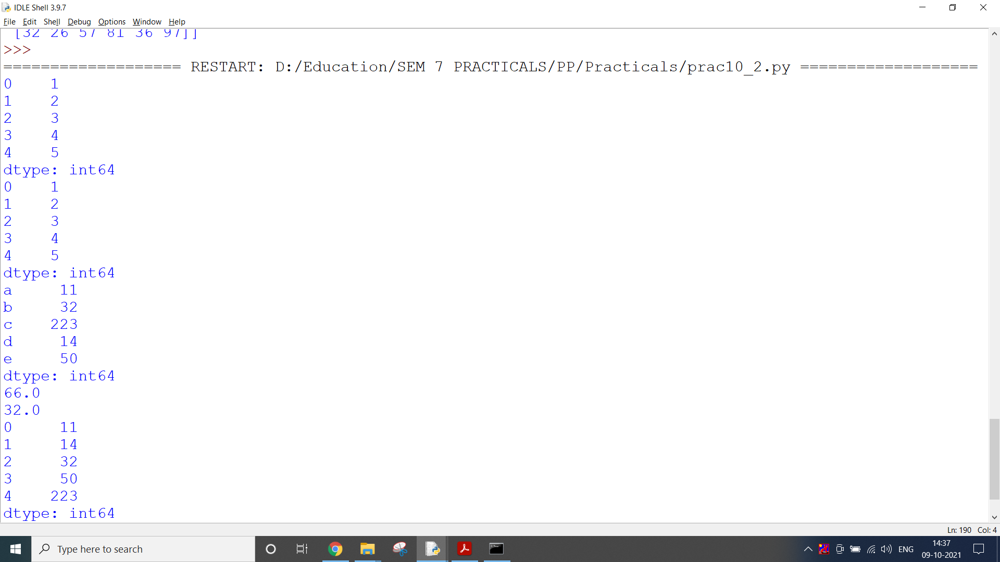 IDLE Shell 3.9.7
File Edit Shell Debug Options Window Help
[32 26 57 81 36 97]]
>>>
=================== RESTART: D:/Education/SEM 7 PRACTICALS/PP/Practicals/prac10_2.py ===================
0    1
1    2
2    3
3    4
4    5
dtype: int64
0    1
1    2
2    3
3    4
4    5
dtype: int64
a     11
b     32
c    223
d     14
e     50
dtype: int64
66.0
32.0
0     11
1     14
2     32
3     50
4    223
dtype: int64
Ln: 190 Col: 4
Type here to search
ENG
14:37
09-10-2021